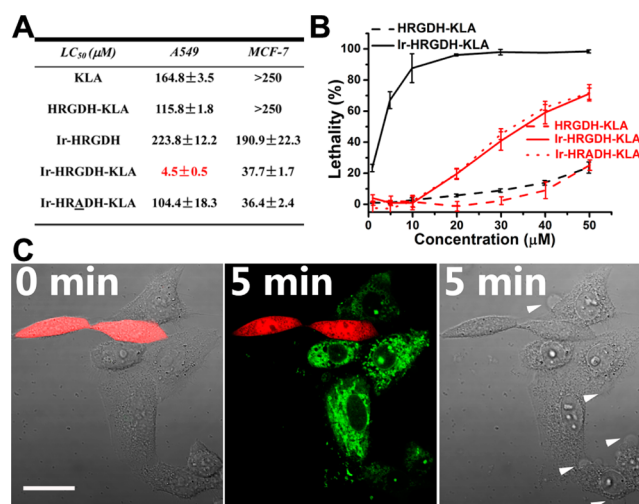 A
LC50 (μM) A549 MCF-7
KLA 164.8±3.5 >250
HRGDH-KLA 115.8±1.8 >250
Ir-HRGDH 223.8±12.2 190.9±22.3
Ir-HRGDH-KLA 4.5±0.5 37.7±1.7
Ir-HRADH-KLA 104.4±18.3 36.4±2.4
B
100
80
60
40
20
0
Lethality (%)
HRGDH-KLA
Ir-HRGDH-KLA
HRGDH-KLA
Ir-HRGDH-KLA
Ir-HRADH-KLA
0 10 20 30 40 50
Concentration (μM)
C
0 min
5 min
5 min